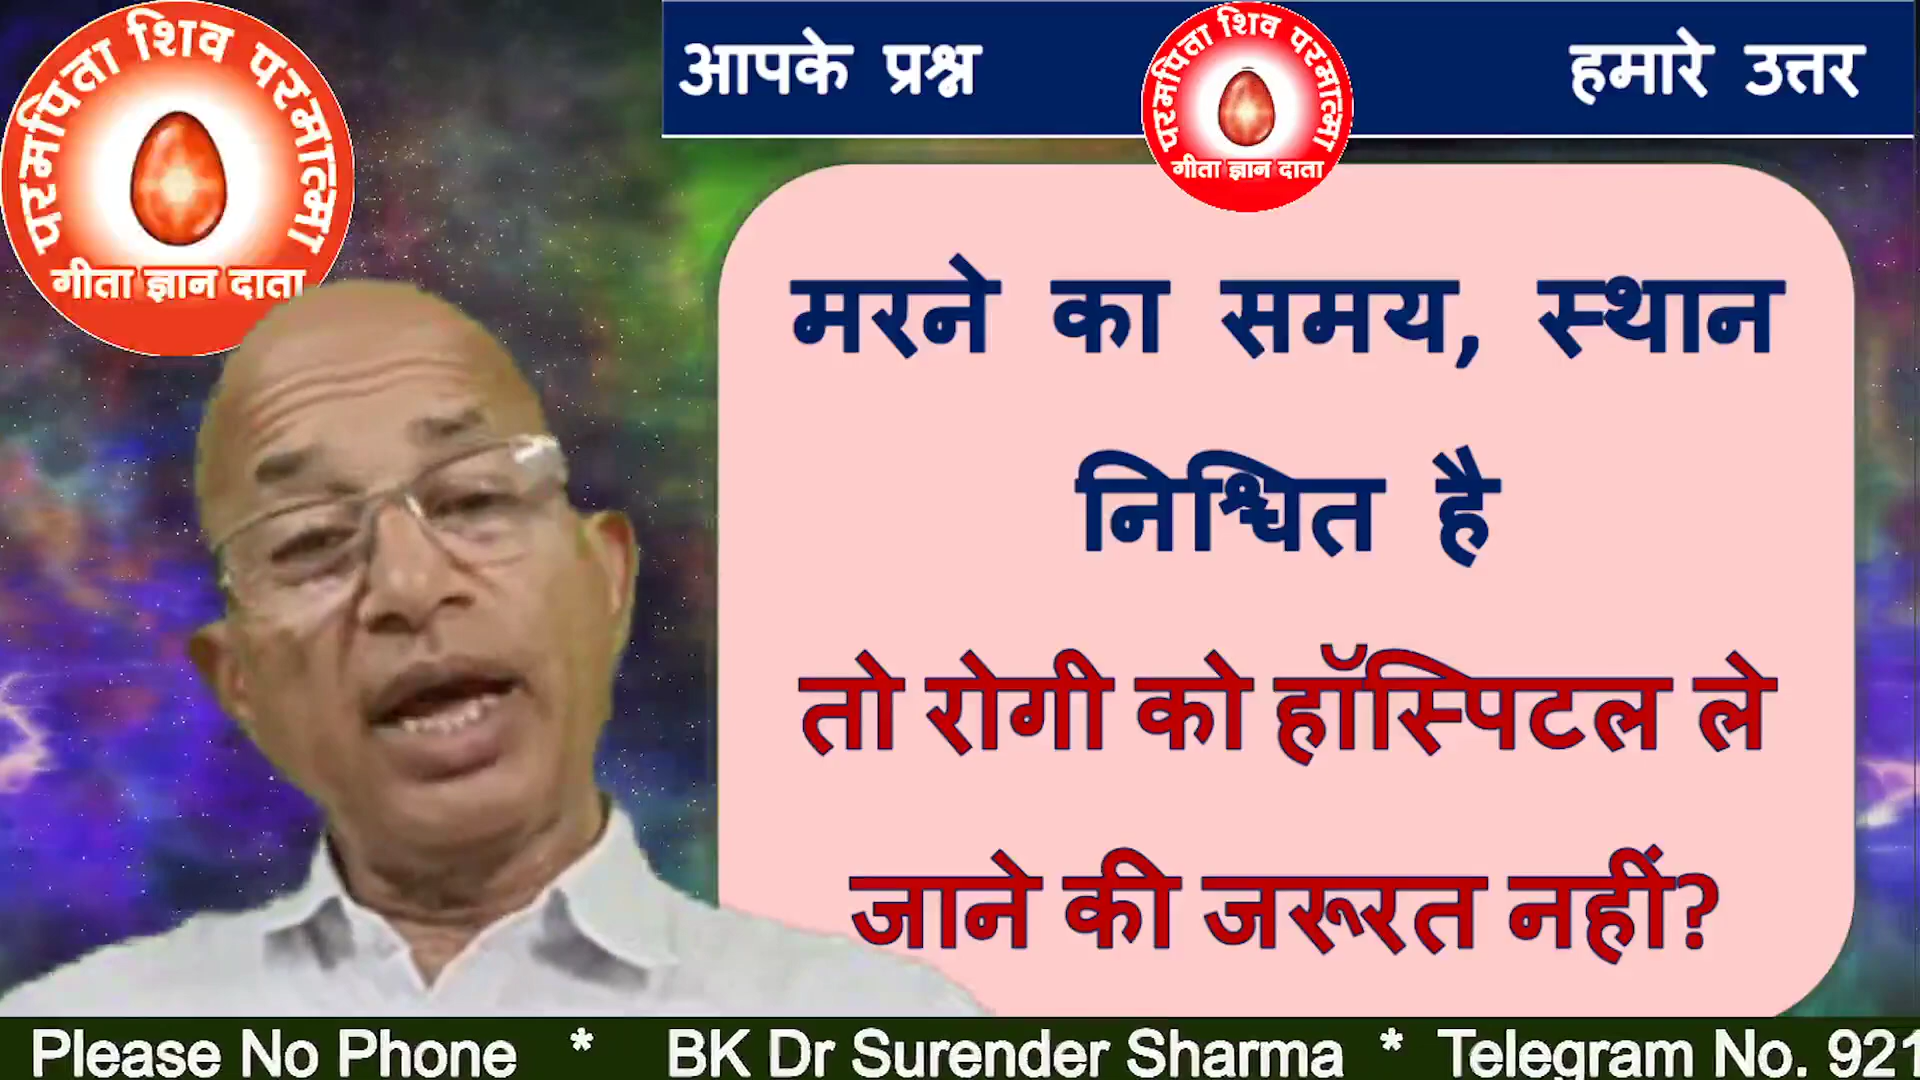 परमपिता शिव परमात्मा
गीता ज्ञान दाता
आपके प्रश्न
परमपिता शिव परमात्मा
गीता ज्ञान दाता
हमारे उत्तर
मरने का समय, स्थान
निश्चित है
तो रोगी को हॉस्पिटल ले
जाने की जरूरत नहीं?
Please No Phone * BK Dr Surender Sharma * Telegram No. 921